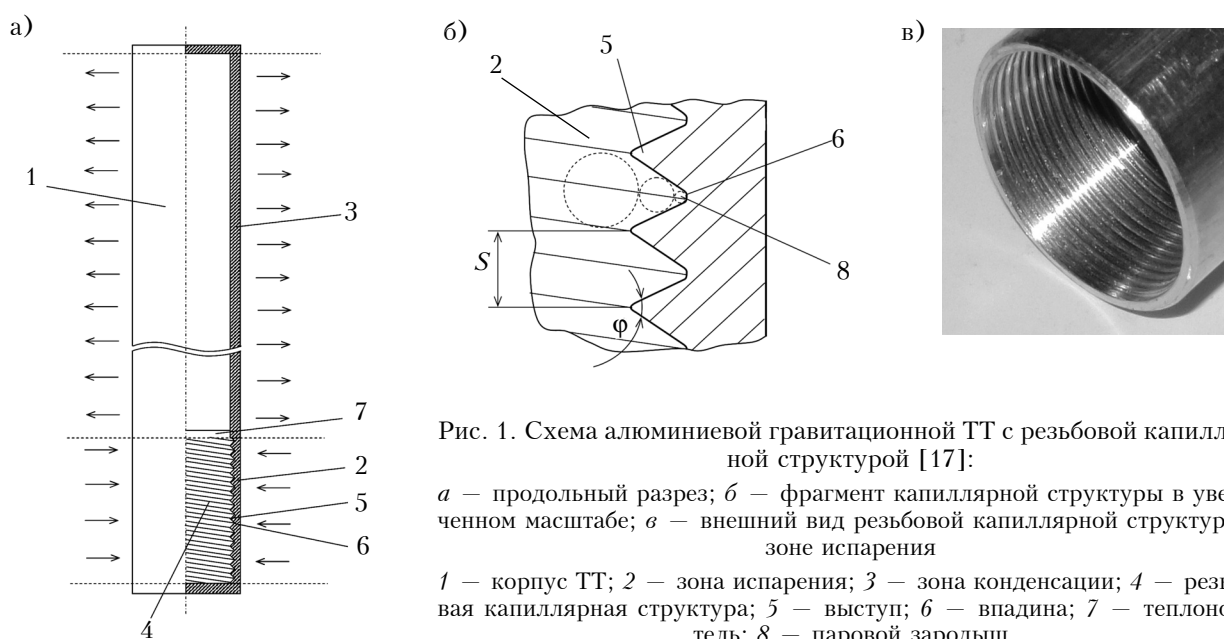 а)
1
3
7
2
5
6
4
б)
2
5
6
8
S
φ
в)
Рис. 1. Схема алюминиевой гравитационной ТТ с резьбовой капилл
ной структурой [17]:
а — продольный разрез; б — фрагмент капиллярной структуры в уве
ченном масштабе; в — внешний вид резьбовой капиллярной структур
зоне испарения
1 — корпус ТТ; 2 — зона испарения; 3 — зона конденсации; 4 — резь
вая капиллярная структура; 5 — выступ; 6 — впадина; 7 — теплоно
тель; 8 — паровой зародыш